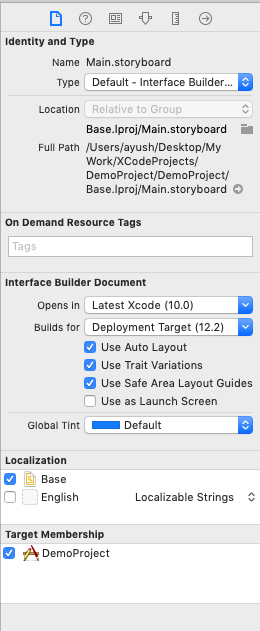 Identity and Type
Name Main.storyboard
Type Default - Interface Builder...
Location Relative to Group
Base.lproj/Main.storyboard
Full Path /Users/ayush/Desktop/My
Work/XCodeProjects/
DemoProject/DemoProject/
Base.lproj/Main.storyboard
On Demand Resource Tags
Tags
Interface Builder Document
Opens in Latest Xcode (10.0)
Builds for Deployment Target (12.2)
Use Auto Layout
Use Trait Variations
Use Safe Area Layout Guides
Use as Launch Screen
Global Tint Default
Localization
Base
English Localizable Strings
Target Membership
DemoProject